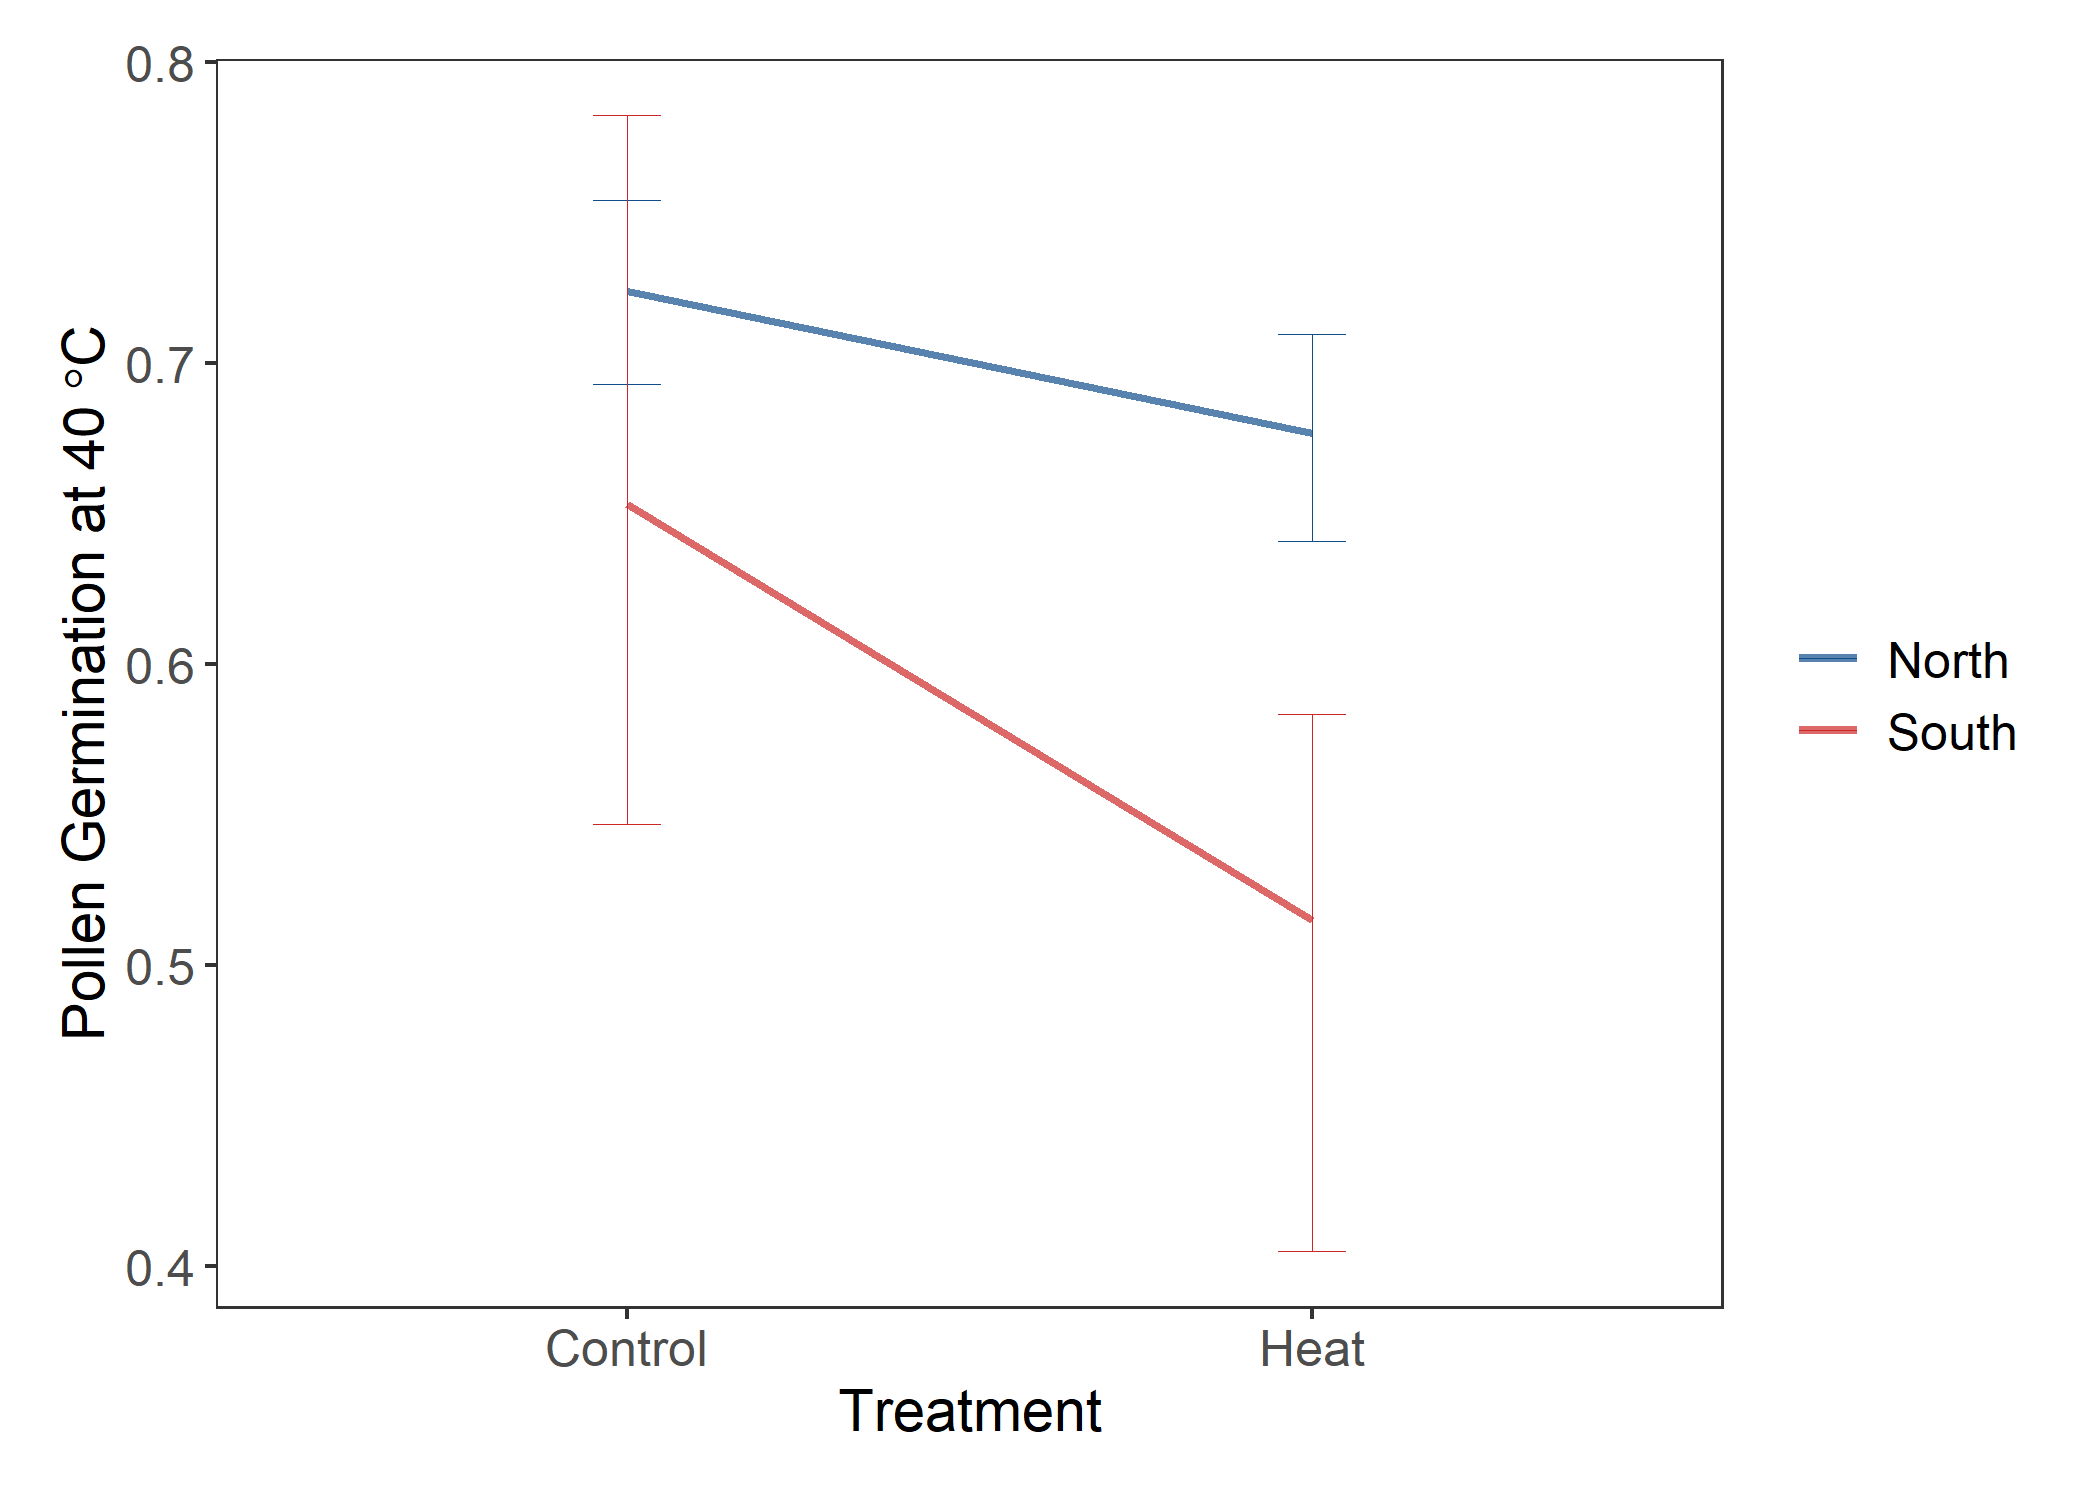 Pollen Germination at 40 °C
0.8
0.7
0.6
0.5
0.4
Control
Heat
Treatment
North
South